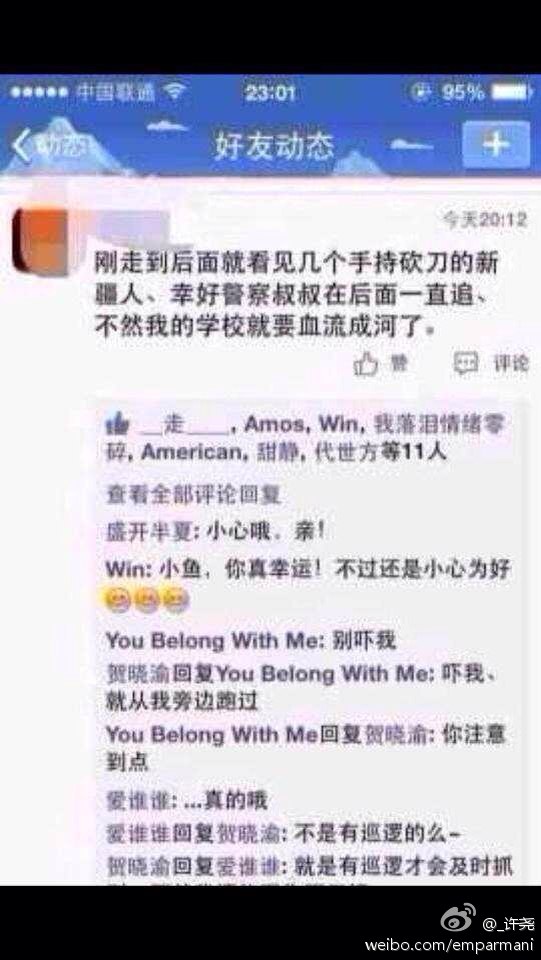 中国联通 23:01 95%
动态 好友动态 +
今天20:12
刚走到后面就看见几个手持砍刀的新
疆人、幸好警察叔叔在后面一直追、
不然我的学校就要血流成河了。
赞 评论
__走____, Amos, Win, 我落泪情绪零
碎, American, 甜静, 代世方等11人
查看全部评论回复
盛开半夏: 小心哦、亲！
Win: 小鱼，你真幸运！不过还是小心为好
You Belong With Me: 别吓我
贺晓渝回复You Belong With Me: 吓我、
就从我旁边跑过
You Belong With Me回复贺晓渝: 你注意
到点
爱谁谁: ...真的哦
爱谁谁回复贺晓渝: 不是有巡逻的么~
贺晓渝回复爱谁谁: 就是有巡逻才会及时抓
@_许尧
weibo.com/emparmani